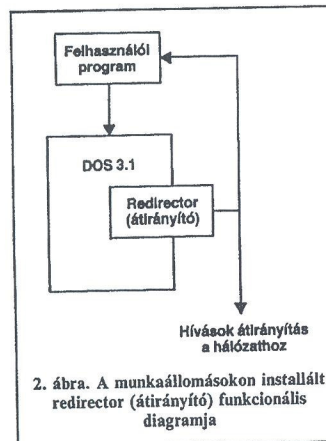 Felhasználói
program
DOS 3.1
Redirector
(átirányító)
Hívások átirányítás
a hálózathoz
2. ábra. A munkaállomásokon installált
redirector (átirányító) funkcionális
diagramja